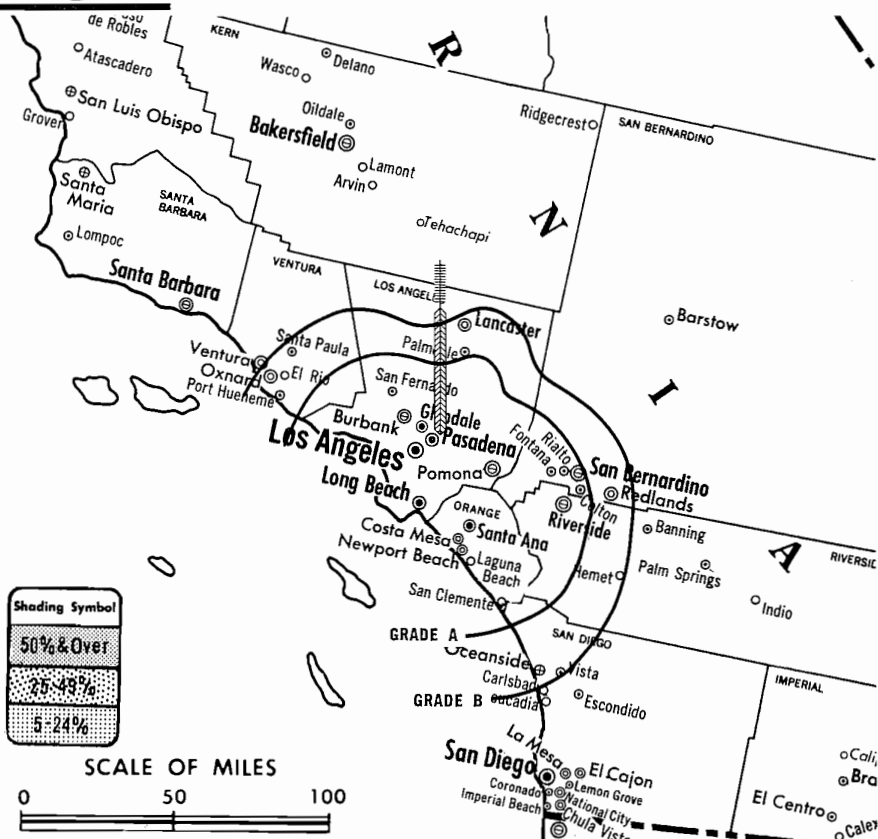 de Robles
KERN
R
Atascadero
Delano
Wasco
San Luis Obispo
Oildale
Ridgecrest
Grover
SAN BERNARDINO
Bakersfield
Lamont
Arvin
Santa
Maria
SANTA
BARBARA
N
Tehachapi
Lompoc
VENTURA
Santa Barbara
LOS ANGEL
Lancaster
Barstow
Santa Paula
Ventura
Oxnard
El Rio
Port Hueneme
San Fernando
I
Burbank
Glendale
Los Angeles
Pasadena
Pomona
Fontana
Rialto
San Bernardino
Redlands
Colton
Long Beach
ORANGE
Riverside
Costa Mesa
Santa Ana
Newport Beach
Laguna
Beach
Banning
A
RIVERSID
Hemet
Palm Springs
Indio
San Clemente
GRADE A
SAN DIEGO
Oceanside
Vista
Carlsbad
GRADE B
Escondido
IMPERIAL
Shading Symbol
50% & Over
25-49%
5-24%
SCALE OF MILES
0 50 100
La Mesa
San Diego
El Cajon
Coronado
Lemon Grove
Imperial Beach
National City
Chula Vista
Cali
Bra
El Centro
Calex